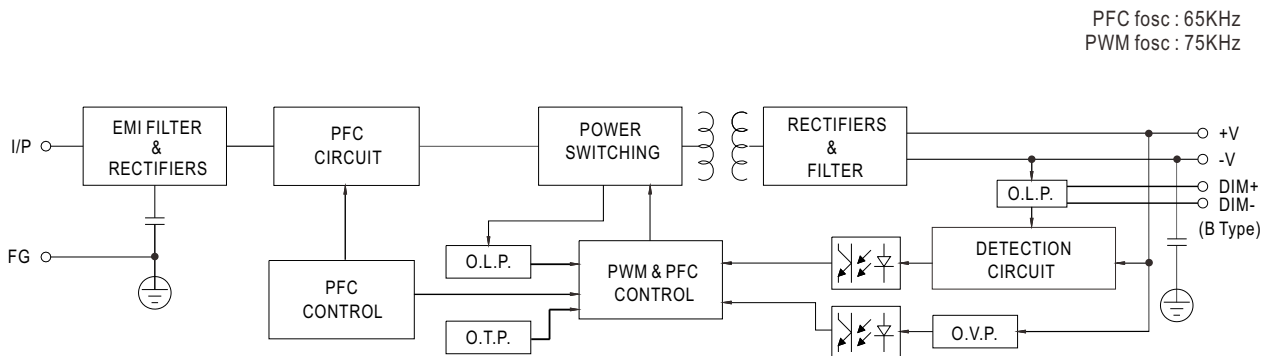 PFC fosc : 65KHz
PWM fosc : 75KHz
I/P
EMI FILTER
&
RECTIFIERS
PFC
CIRCUIT
POWER
SWITCHING
RECTIFIERS
&
FILTER
+V
-V
O.L.P.
DIM+
DIM-
(B Type)
FG
O.L.P.
PFC
CONTROL
PWM & PFC
CONTROL
DETECTION
CIRCUIT
O.T.P.
O.V.P.